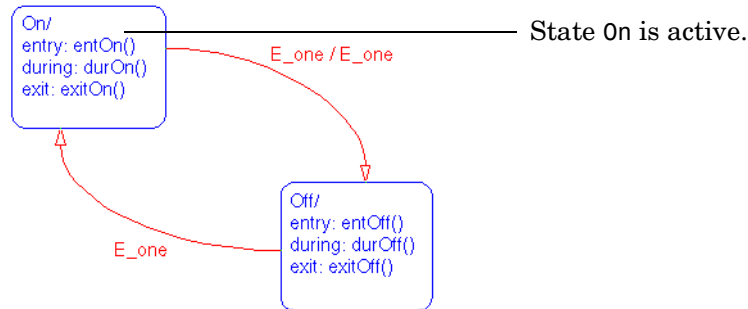 On/
entry: entOn()
during: durOn()
exit: exitOn()
State On is active.
E_one / E_one
Off/
entry: entOff()
during: durOff()
exit: exitOff()
E_one